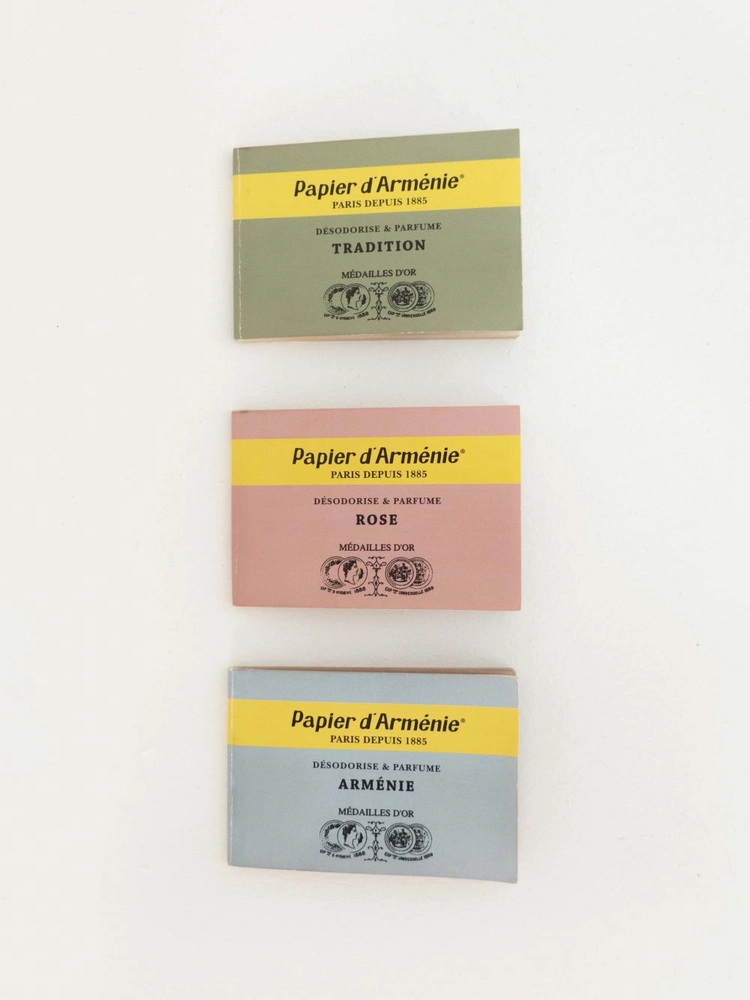 Papier d'Arménie®
PARIS DEPUIS 1885
DÉSODORISE & PARFUME
TRADITION
MÉDAILLES D'OR
Papier d'Arménie®
PARIS DEPUIS 1885
DÉSODORISE & PARFUME
ROSE
MÉDAILLES D'OR
Papier d'Arménie®
PARIS DEPUIS 1885
DÉSODORISE & PARFUME
ARMÉNIE
MÉDAILLES D'OR